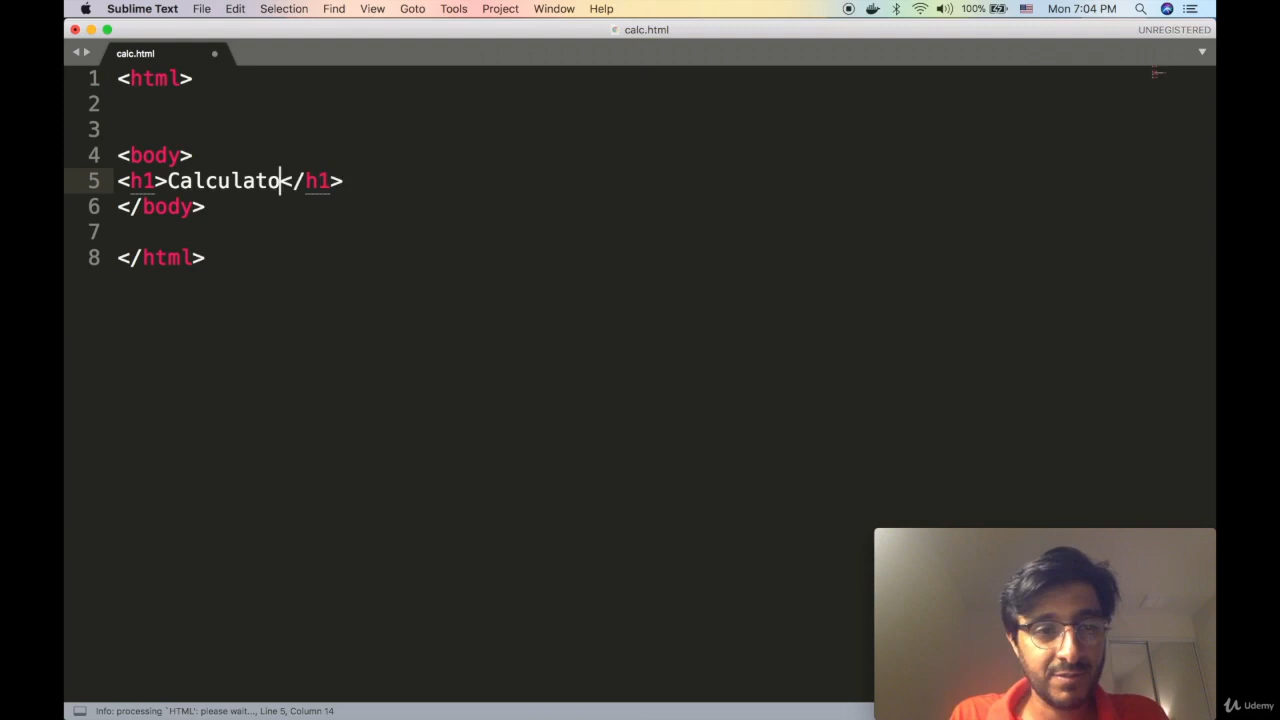 Sublime Text File Edit Selection Find View Goto Tools Project Window Help 100% Mon 7:04 PM
calc.html UNREGISTERED
calc.html
1 <html>
2
3
4 <body>
5 <h1>Calculato</h1>
6 </body>
7
8 </html>
Info: processing `HTML': please wait..., Line 5, Column 14
Udemy